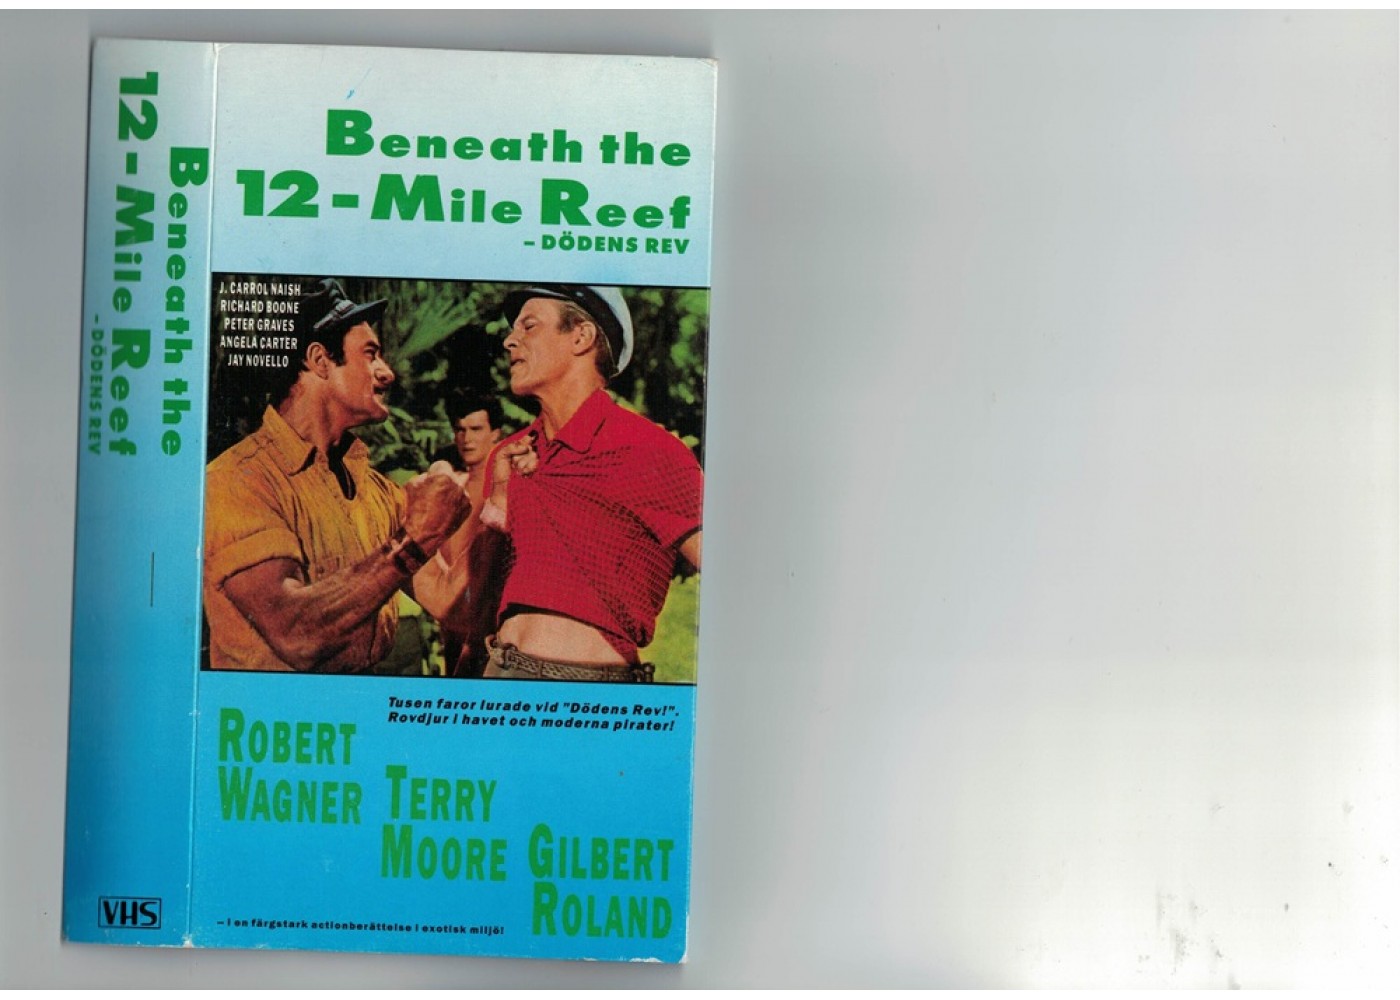 Beneath the
12-Mile Reef
– DÖDENS REV
VHS
Beneath the
12-Mile Reef
– DÖDENS REV
J. CARROL NAISH
RICHARD BOONE
PETER GRAVES
ANGELA CARTER
JAY NOVELLO
Tusen faror lurade vid "Dödens Rev!".
Rovdjur i havet och moderna pirater!
ROBERT
WAGNER
TERRY
MOORE
GILBERT
ROLAND
– i en färgstark actionberättelse i exotisk miljö!